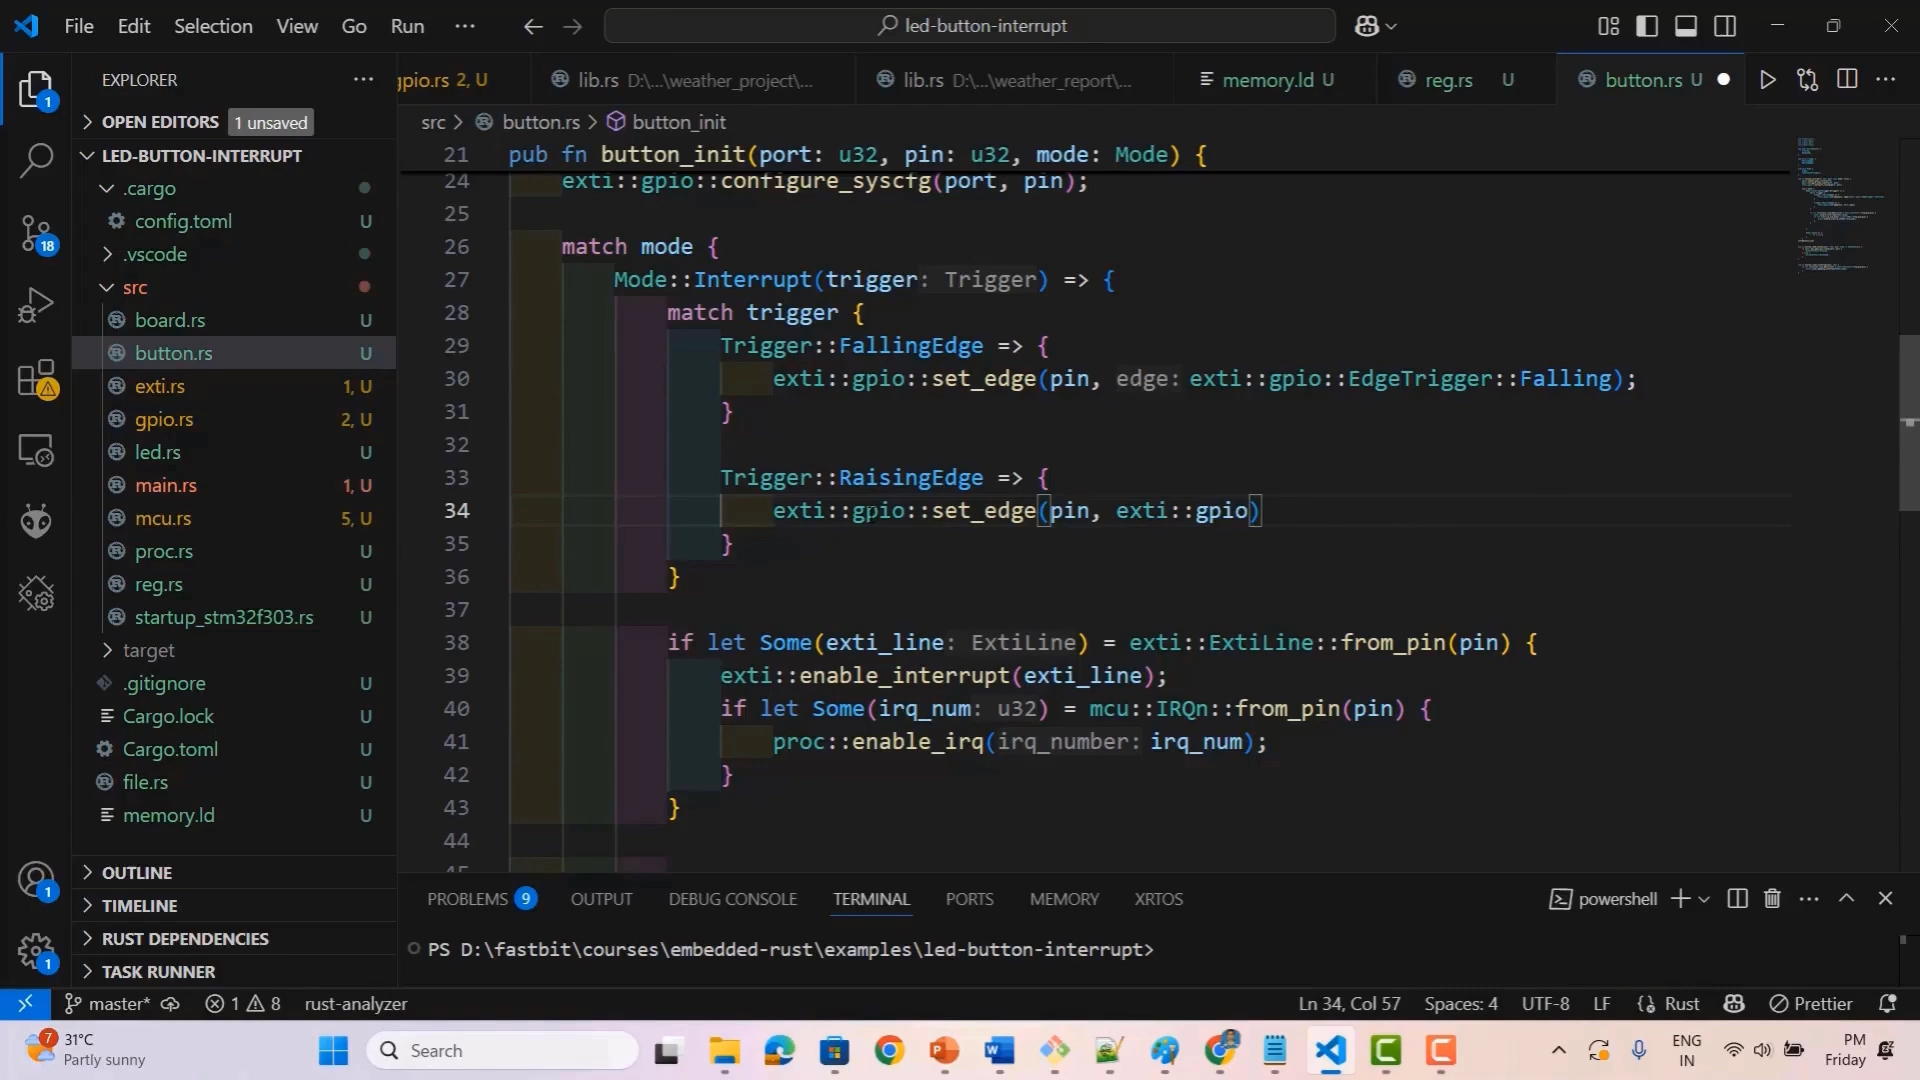 File Edit Selection View Go Run ··· led-button-interrupt
EXPLORER
OPEN EDITORS 1 unsaved
LED-BUTTON-INTERRUPT
.cargo
config.toml U
.vscode
src
board.rs U
button.rs U
exti.rs 1, U
gpio.rs 2, U
led.rs U
main.rs 1, U
mcu.rs 5, U
proc.rs U
reg.rs U
startup_stm32f303.rs U
target
.gitignore U
Cargo.lock U
Cargo.toml U
file.rs U
memory.ld U
OUTLINE
TIMELINE
RUST DEPENDENCIES
TASK RUNNER
1
18
1
1
gpio.rs 2, U lib.rs D:\...\weather_project\... lib.rs D:\...\weather_report\... memory.ld U reg.rs U button.rs U
src > button.rs > button_init
21 pub fn button_init(port: u32, pin: u32, mode: Mode) {
24 exti::gpio::configure_syscfg(port, pin);
25
26 match mode {
27 Mode::Interrupt(trigger: Trigger) => {
28 match trigger {
29 Trigger::FallingEdge => {
30 exti::gpio::set_edge(pin, edge: exti::gpio::EdgeTrigger::Falling);
31 }
32
33 Trigger::RaisingEdge => {
34 exti::gpio::set_edge(pin, exti::gpio)
35 }
36 }
37
38 if let Some(exti_line: ExtiLine) = exti::ExtiLine::from_pin(pin) {
39 exti::enable_interrupt(exti_line);
40 if let Some(irq_num: u32) = mcu::IRQn::from_pin(pin) {
41 proc::enable_irq(irq_number: irq_num);
42 }
43 }
44
PROBLEMS 9 OUTPUT DEBUG CONSOLE TERMINAL PORTS MEMORY XRTOS powershell
PS D:\fastbit\courses\embedded-rust\examples\led-button-interrupt>
master* 1 8 rust-analyzer Ln 34, Col 57 Spaces: 4 UTF-8 LF {} Rust Prettier
7 31°C
Partly sunny
Search
ENG
IN
PM
Friday